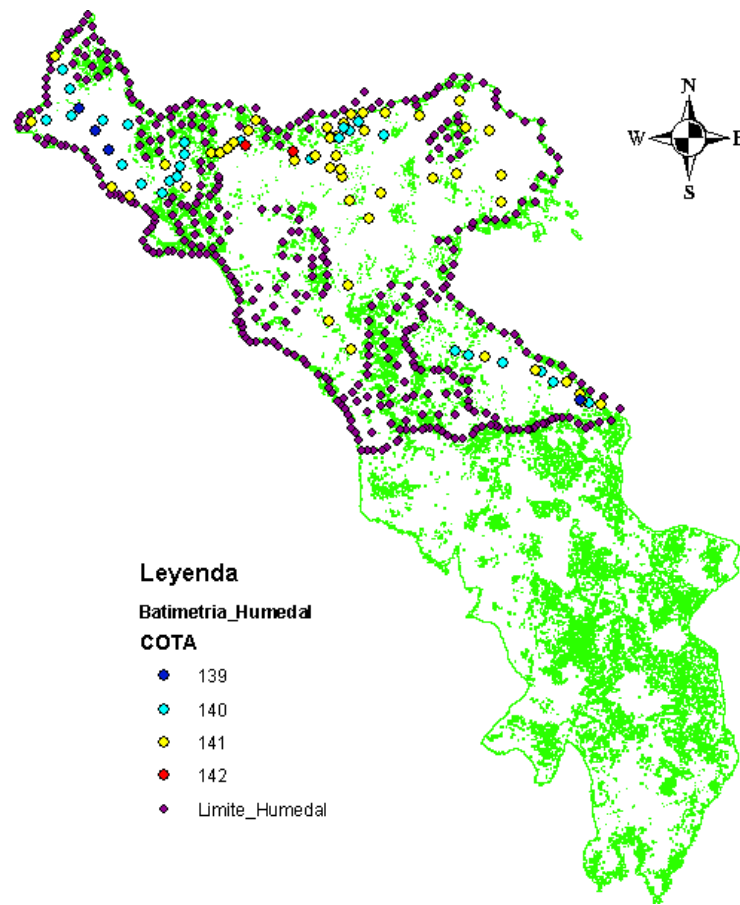 N
W E
S
Leyenda
Batimetria_Humedal
COTA
139
140
141
142
Limite_Humedal